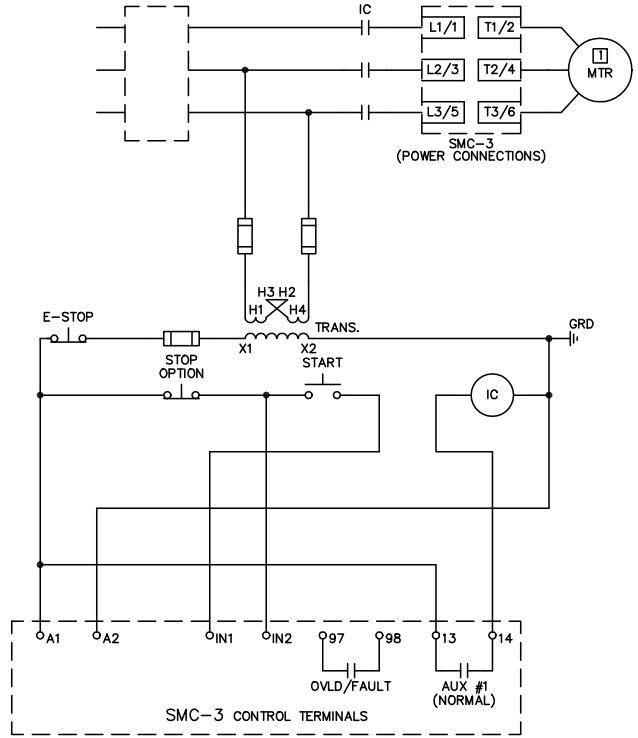 IC
L1/1 T1/2
1
MTR
L2/3 T2/4
L3/5 T3/6
SMC-3
(POWER CONNECTIONS)
H3 H2
H1 H4
E-STOP
TRANS.
GRD
X1 X2
STOP
OPTION
START
IC
A1 A2 IN1 IN2 97 98 13 14
OVLD/FAULT
AUX #1
(NORMAL)
SMC-3 CONTROL TERMINALS